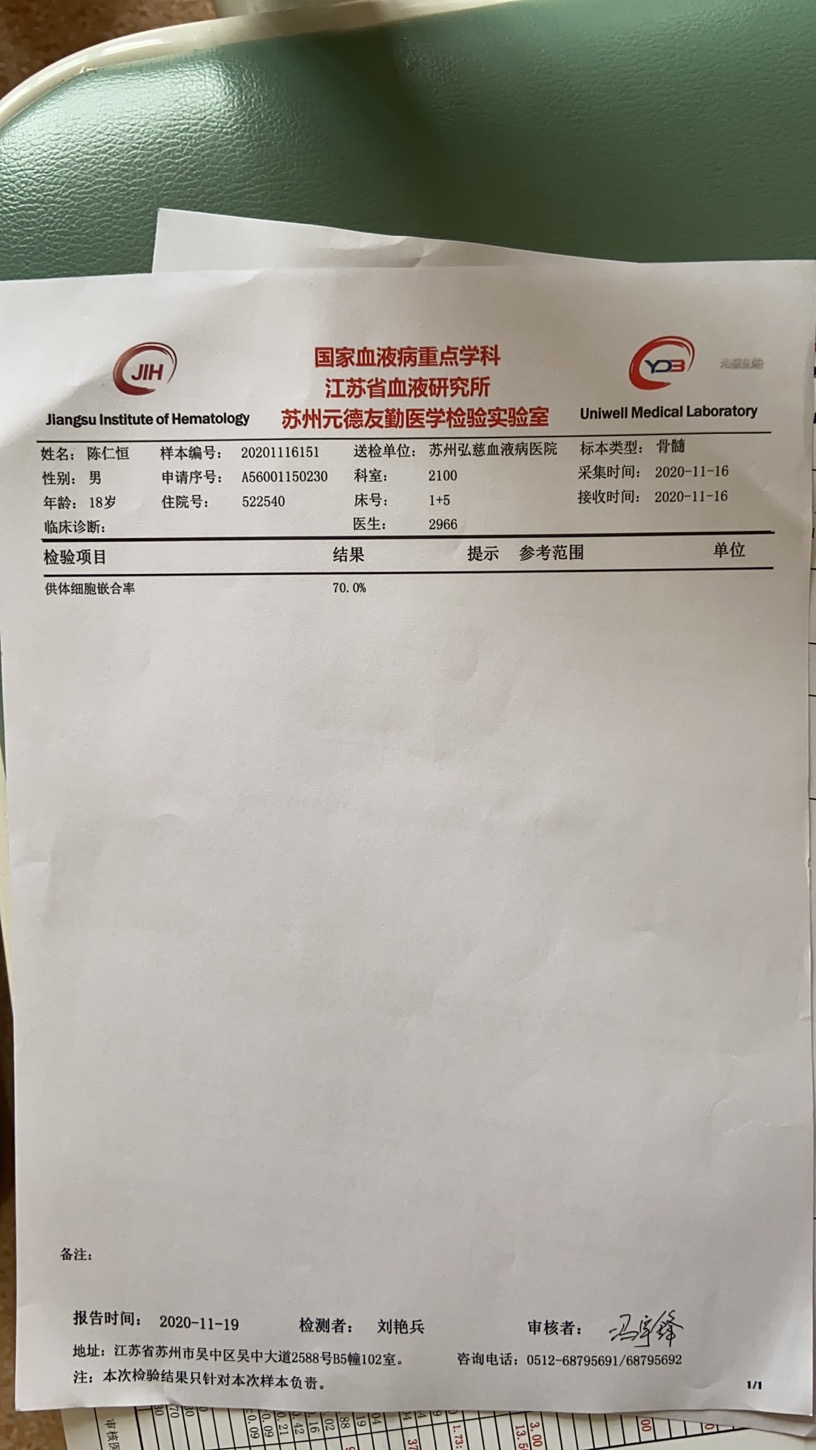 JIH
国家血液病重点学科
江苏省血液研究所
苏州元德友勤医学检验实验室
YDB
Jiangsu Institute of Hematology
Uniwell Medical Laboratory
姓名： 陈仁恒 样本编号： 20201116151 送检单位： 苏州弘慈血液病医院 标本类型： 骨髓
性别： 男 申请序号： A56001150230 科室： 2100 采集时间： 2020-11-16
年龄： 18岁 住院号： 522540 床号： 1+5 接收时间： 2020-11-16
临床诊断： 医生： 2966
检验项目 结果 提示 参考范围 单位
供体细胞嵌合率 70.0%
备注：
报告时间： 2020-11-19 检测者： 刘艳兵 审核者： 冯宇锋
地址：江苏省苏州市吴中区吴中大道2588号B5幢102室。 咨询电话：0512-68795691/68795692
注：本次检验结果只针对本次样本负责。
1/1